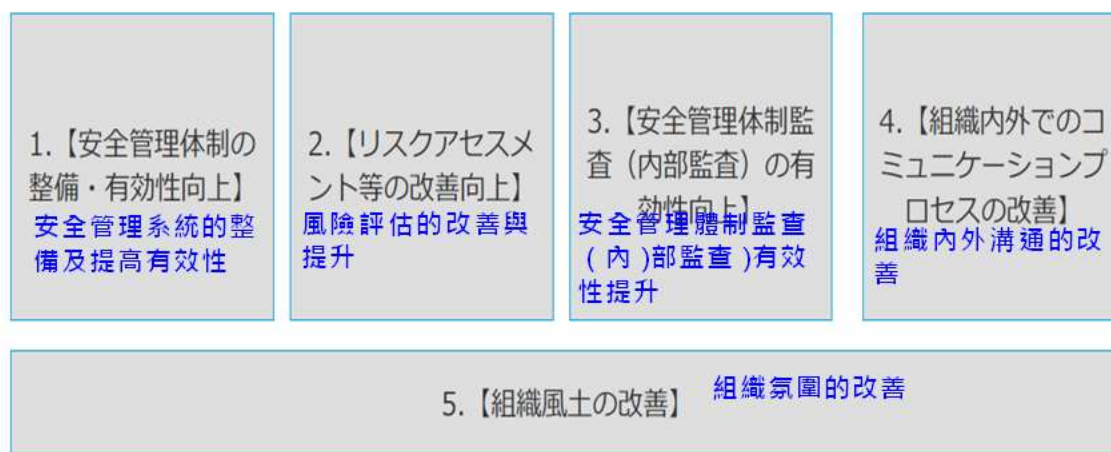 1.【安全管理体制の
整備・有効性向上】
安全管理系統的整
備及提高有效性
2.【リスクアセスメ
ント等の改善向上】
風險評估的改善與
提升
3.【安全管理体制監
査（内部監査）の有
効性向上】
安全管理體制監查
( 內 )部監查 )有效
性提升
4.【組織内外でのコ
ミュニケーションプ
ロセスの改善】
組織內外溝通的改
善
5.【組織風土の改善】
組織氛圍的改善